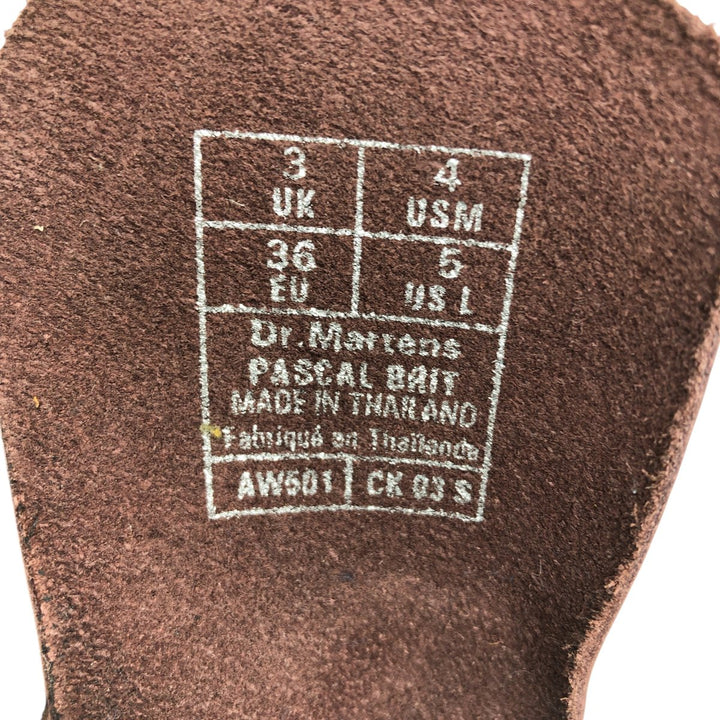 3 4
UK USM
36 5
EU US L
Dr. Martens
PASCAL BRIT
MADE IN THAILAND
Fabriqué en Thaïlande
AW501 CK 03 S